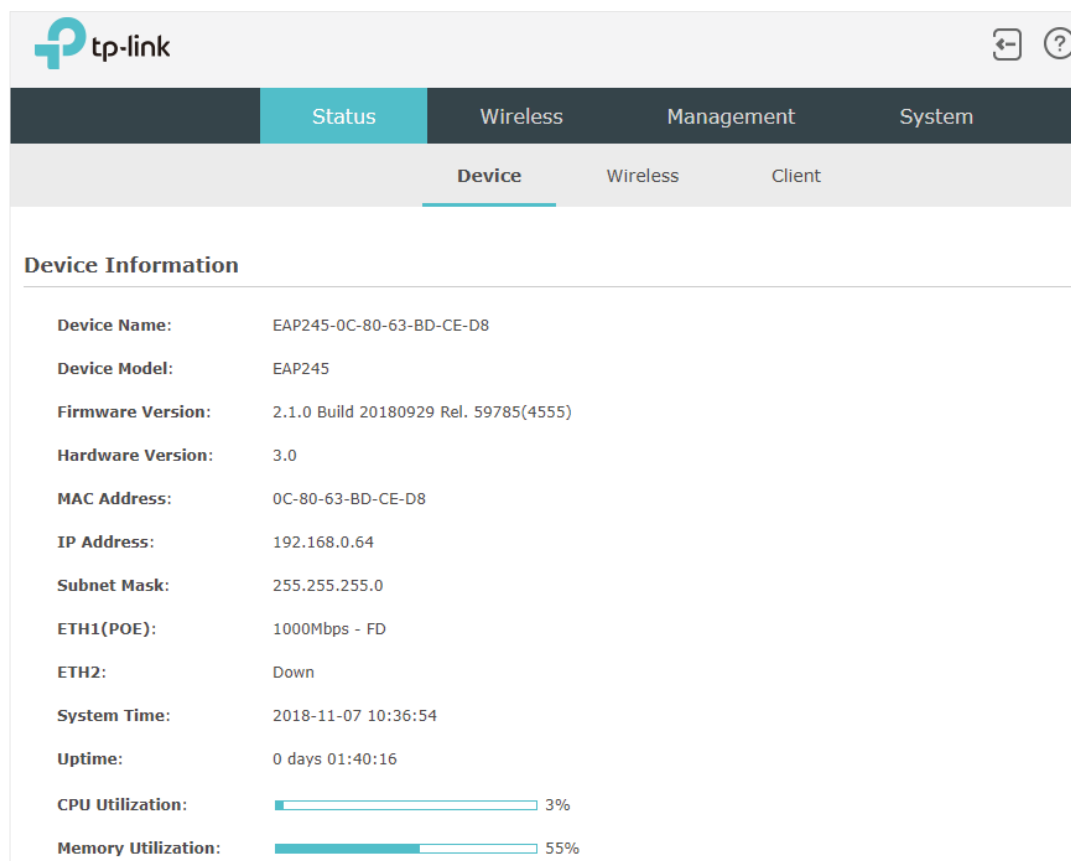 tp-link
Status Wireless Management System
Device Wireless Client
Device Information
Device Name: EAP245-0C-80-63-BD-CE-D8
Device Model: EAP245
Firmware Version: 2.1.0 Build 20180929 Rel. 59785(4555)
Hardware Version: 3.0
MAC Address: 0C-80-63-BD-CE-D8
IP Address: 192.168.0.64
Subnet Mask: 255.255.255.0
ETH1(POE): 1000Mbps - FD
ETH2: Down
System Time: 2018-11-07 10:36:54
Uptime: 0 days 01:40:16
CPU Utilization: 3%
Memory Utilization: 55%